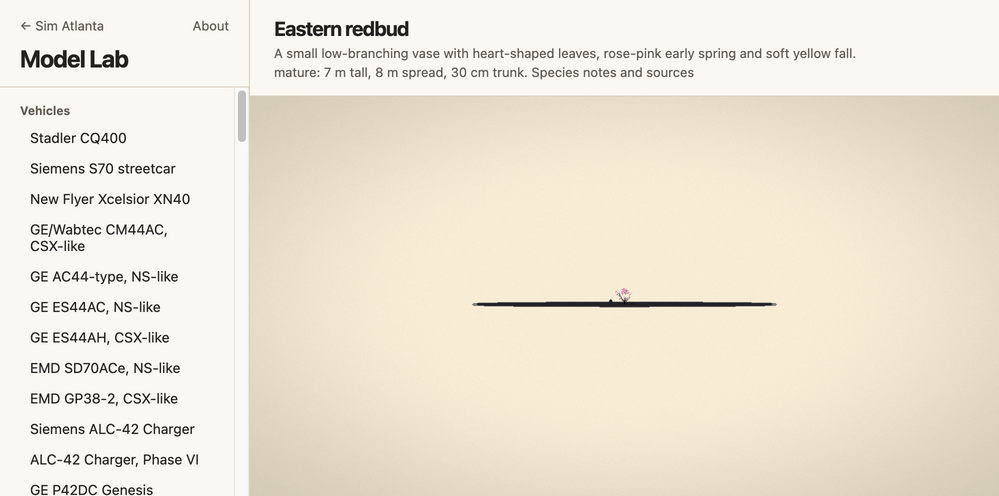 ← Sim Atlanta
About
Model Lab
Vehicles
Stadler CQ400
Siemens S70 streetcar
New Flyer Xcelsior XN40
GE/Wabtec CM44AC,
CSX-like
GE AC44-type, NS-like
GE ES44AC, NS-like
GE ES44AH, CSX-like
EMD SD70ACe, NS-like
EMD GP38-2, CSX-like
Siemens ALC-42 Charger
ALC-42 Charger, Phase VI
GE P42DC Genesis
Eastern redbud
A small low-branching vase with heart-shaped leaves, rose-pink early spring and soft yellow fall.
mature: 7 m tall, 8 m spread, 30 cm trunk. Species notes and sources